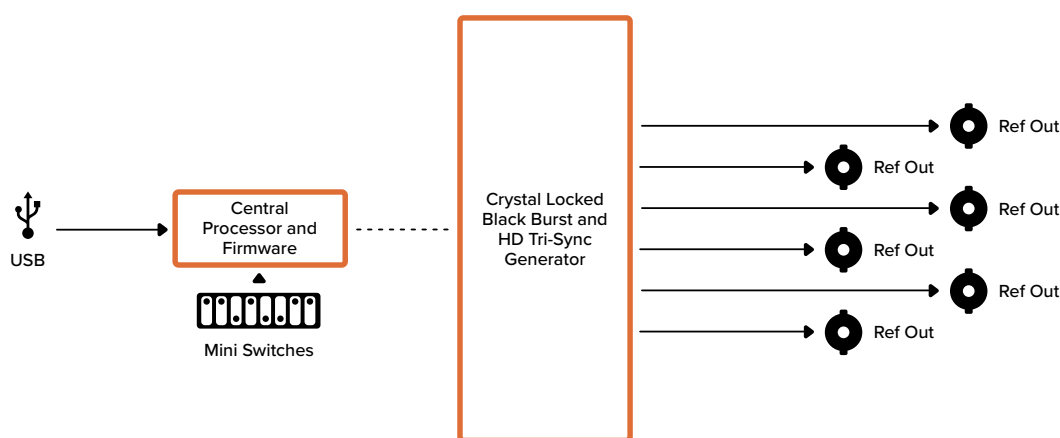 USB
Central
Processor and
Firmware
Mini Switches
Crystal Locked
Black Burst and
HD Tri-Sync
Generator
Ref Out
Ref Out
Ref Out
Ref Out
Ref Out
Ref Out